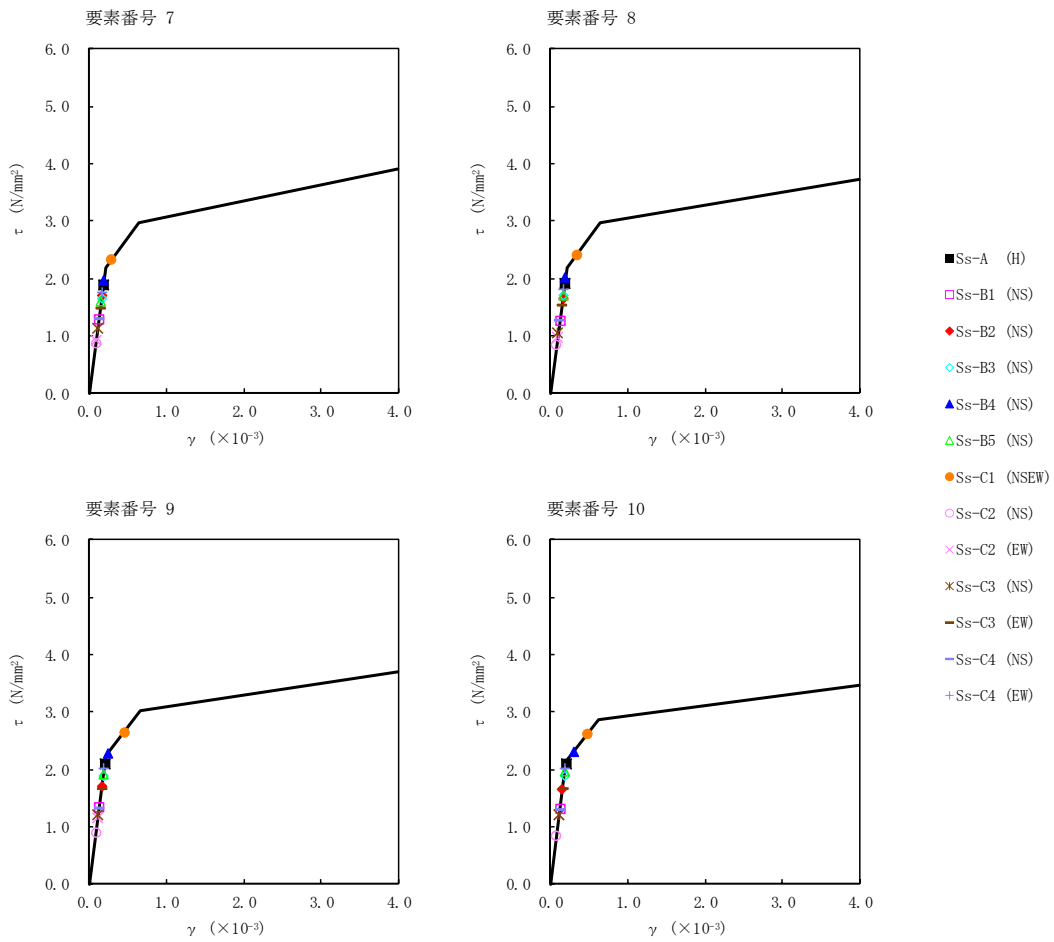 要素番号 7
6.0
5.0
4.0
3.0
2.0
1.0
0.0
τ (N/mm²)
0.0 1.0 2.0 3.0 4.0
γ (×10⁻³)
要素番号 8
6.0
5.0
4.0
3.0
2.0
1.0
0.0
τ (N/mm²)
0.0 1.0 2.0 3.0 4.0
γ (×10⁻³)
Ss-A (H)
Ss-B1 (NS)
Ss-B2 (NS)
Ss-B3 (NS)
Ss-B4 (NS)
Ss-B5 (NS)
Ss-C1 (NSEW)
Ss-C2 (NS)
Ss-C2 (EW)
Ss-C3 (NS)
Ss-C3 (EW)
Ss-C4 (NS)
Ss-C4 (EW)
要素番号 9
6.0
5.0
4.0
3.0
2.0
1.0
0.0
τ (N/mm²)
0.0 1.0 2.0 3.0 4.0
γ (×10⁻³)
要素番号 10
6.0
5.0
4.0
3.0
2.0
1.0
0.0
τ (N/mm²)
0.0 1.0 2.0 3.0 4.0
γ (×10⁻³)